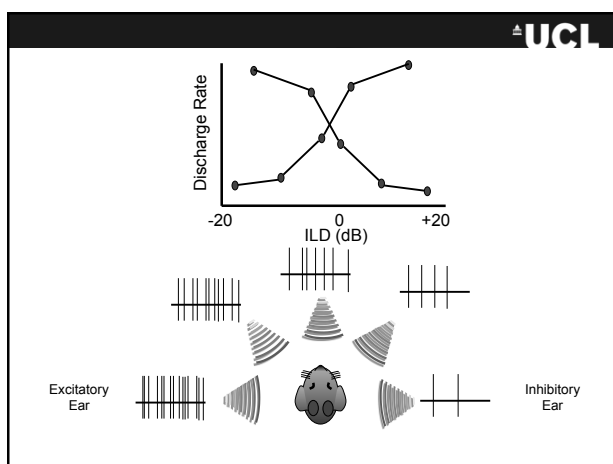 UCL
Discharge Rate
-20 0 +20
ILD (dB)
Excitatory
Ear
Inhibitory
Ear